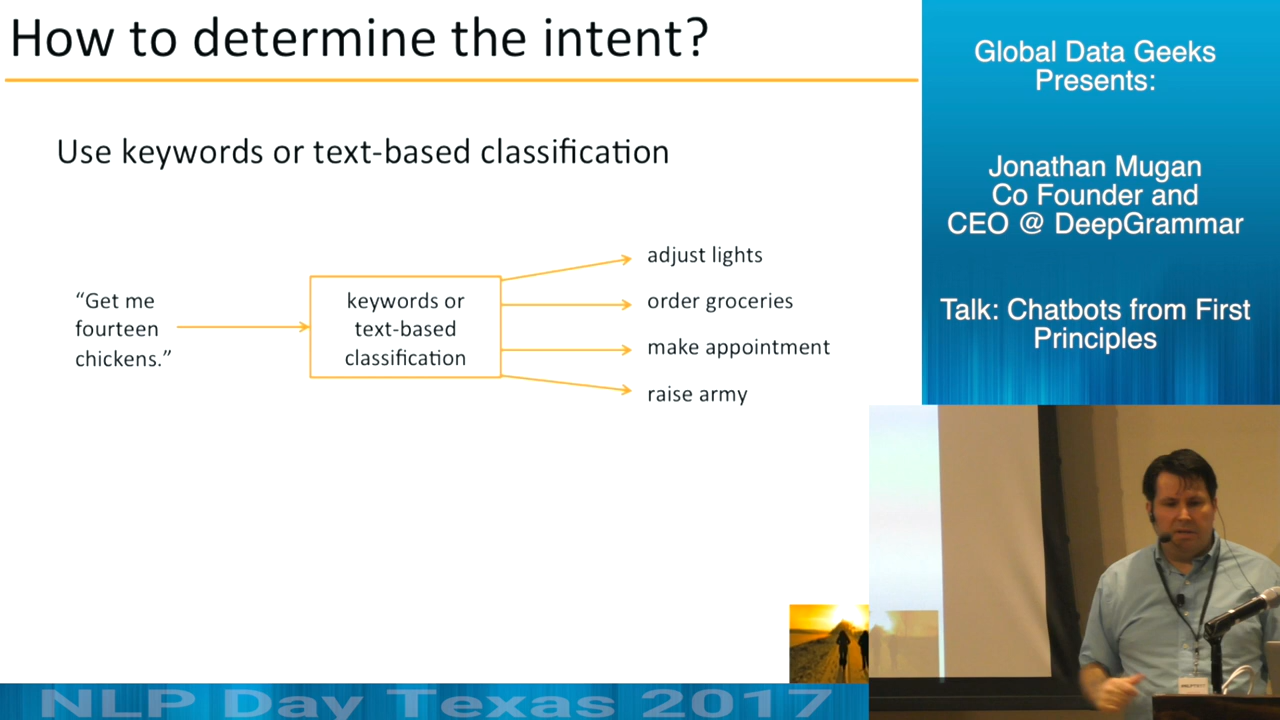 How to determine the intent?
Use keywords or text-based classification
“Get me
fourteen
chickens.”
keywords or
text-based
classification
adjust lights
order groceries
make appointment
raise army
Global Data Geeks
Presents:
Jonathan Mugan
Co Founder and
CEO @ DeepGrammar
Talk: Chatbots from First
Principles
NLP Day Texas 2017